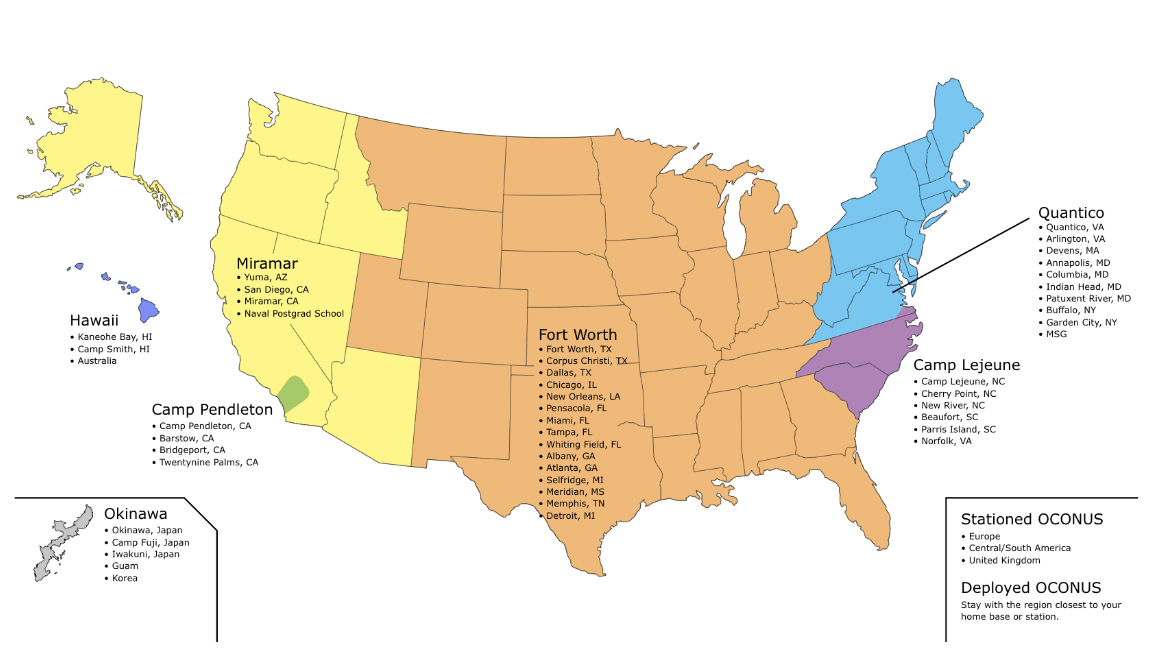 Quantico
• Quantico, VA
• Arlington, VA
• Devens, MA
• Annapolis, MD
• Columbia, MD
• Indian Head, MD
• Patuxent River, MD
• Buffalo, NY
• Garden City, NY
• MSG
Miramar
• Yuma, AZ
• San Diego, CA
• Miramar, CA
• Naval Postgrad School
Hawaii
• Kaneohe Bay, HI
• Camp Smith, HI
• Australia
Fort Worth
• Fort Worth, TX
• Corpus Christi, TX
• Dallas, TX
• Chicago, IL
• New Orleans, LA
• Pensacola, FL
• Miami, FL
• Tampa, FL
• Whiting Field, FL
• Albany, GA
• Atlanta, GA
• Selfridge, MI
• Meridian, MS
• Memphis, TN
• Detroit, MI
Camp Lejeune
• Camp Lejeune, NC
• Cherry Point, NC
• New River, NC
• Beaufort, SC
• Parris Island, SC
• Norfolk, VA
Camp Pendleton
• Camp Pendleton, CA
• Barstow, CA
• Bridgeport, CA
• Twentynine Palms, CA
Okinawa
• Okinawa, Japan
• Camp Fuji, Japan
• Iwakuni, Japan
• Guam
• Korea
Stationed OCONUS
• Europe
• Central/South America
• United Kingdom
Deployed OCONUS
Stay with the region closest to your
home base or station.